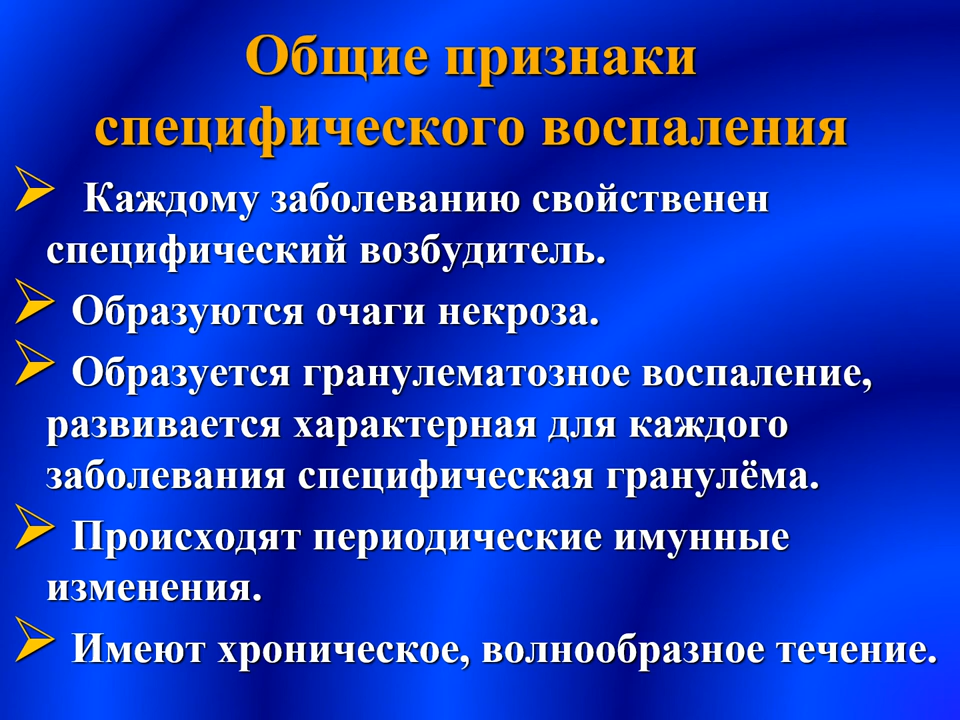 Общие признаки
специфического воспаления
Каждому заболеванию свойственен
специфический возбудитель.
Образуются очаги некроза.
Образуется гранулематозное воспаление,
развивается характерная для каждого
заболевания специфическая гранулёма.
Происходят периодические имунные
изменения.
Имеют хроническое, волнообразное течение.